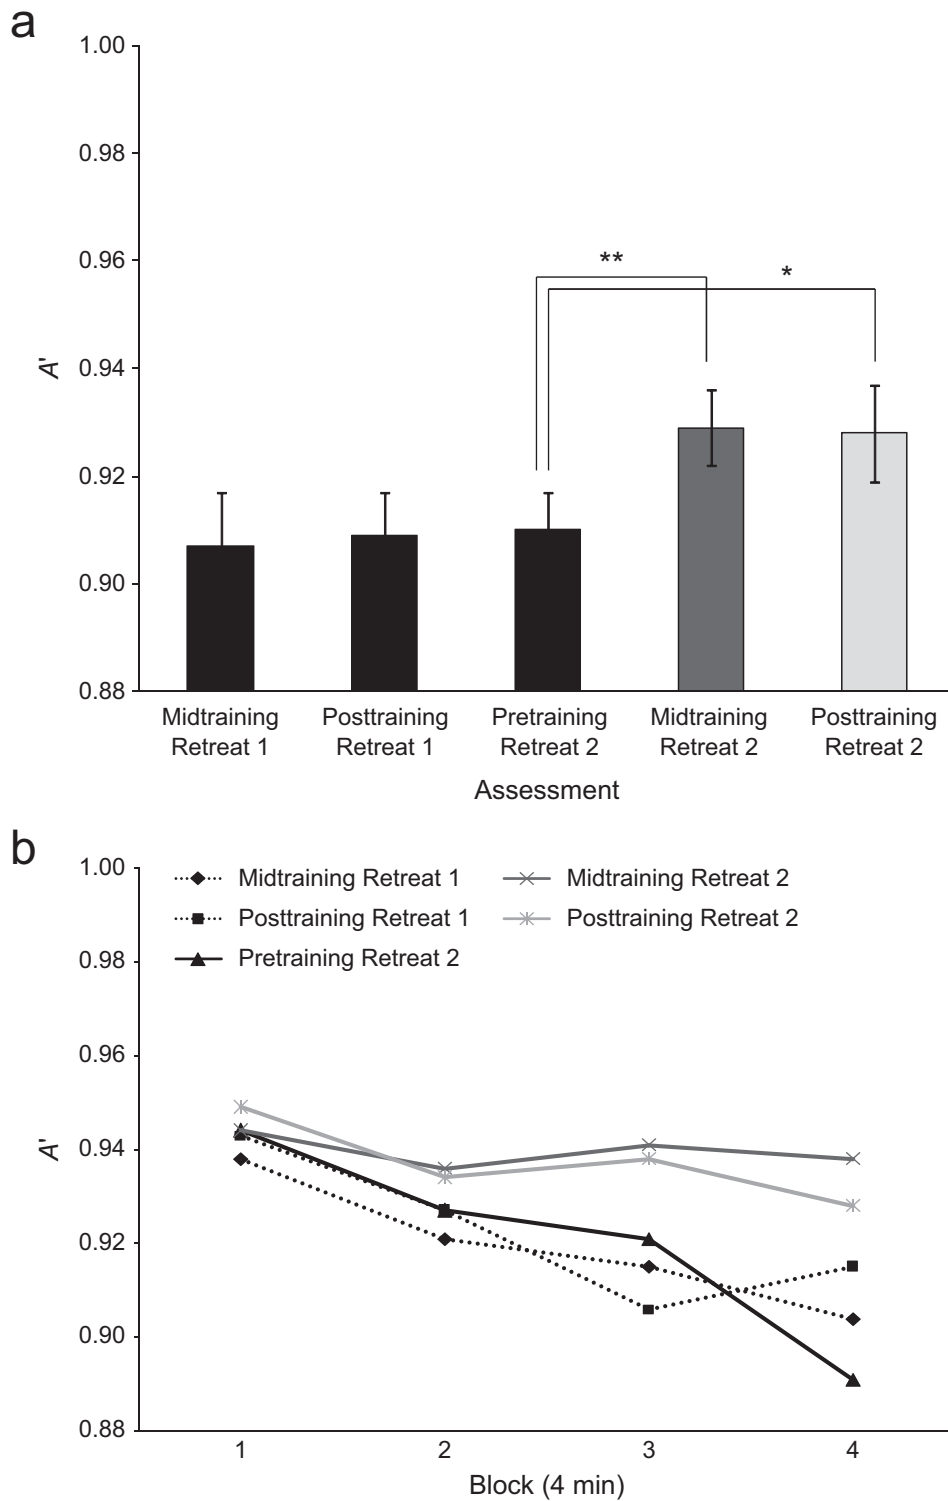 a
1.00
0.98
0.96
0.94
0.92
0.90
0.88
A'
**
*
Midtraining
Retreat 1
Posttraining
Retreat 1
Pretraining
Retreat 2
Midtraining
Retreat 2
Posttraining
Retreat 2
Assessment
b
1.00
0.98
0.96
0.94
0.92
0.90
0.88
A'
Midtraining Retreat 1
Posttraining Retreat 1
Pretraining Retreat 2
Midtraining Retreat 2
Posttraining Retreat 2
1 2 3 4
Block (4 min)